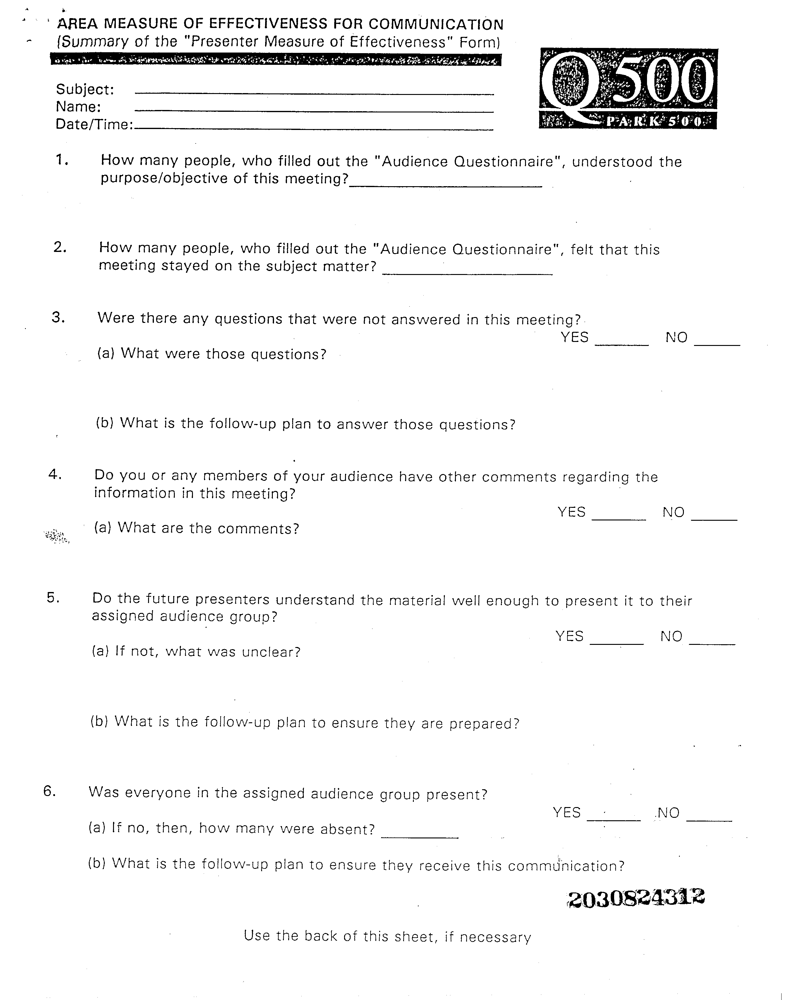 AREA MEASURE OF EFFECTIVENESS FOR COMMUNICATION
(Summary of the "Presenter Measure of Effectiveness" Form)
Q500
PARK 500
Subject:
Name:
Date/Time:
1. How many people, who filled out the "Audience Questionnaire", understood the
purpose/objective of this meeting?
2. How many people, who filled out the "Audience Questionnaire", felt that this
meeting stayed on the subject matter?
3. Were there any questions that were not answered in this meeting?
YES NO
(a) What were those questions?
(b) What is the follow-up plan to answer those questions?
4. Do you or any members of your audience have other comments regarding the
information in this meeting?
YES NO
(a) What are the comments?
5. Do the future presenters understand the material well enough to present it to their
assigned audience group?
YES NO
(a) If not, what was unclear?
(b) What is the follow-up plan to ensure they are prepared?
6. Was everyone in the assigned audience group present?
YES NO
(a) If no, then, how many were absent?
(b) What is the follow-up plan to ensure they receive this communication?
2030824312
Use the back of this sheet, if necessary